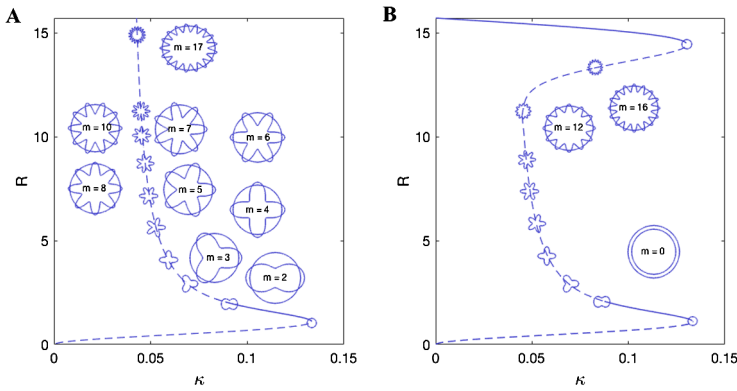 A
B
15
10
5
0
R
0
0.05
0.1
0.15
κ
m = 17
m = 10
m = 7
m = 6
m = 8
m = 5
m = 4
m = 3
m = 2
15
10
5
0
R
0
0.05
0.1
0.15
κ
m = 16
m = 12
m = 0